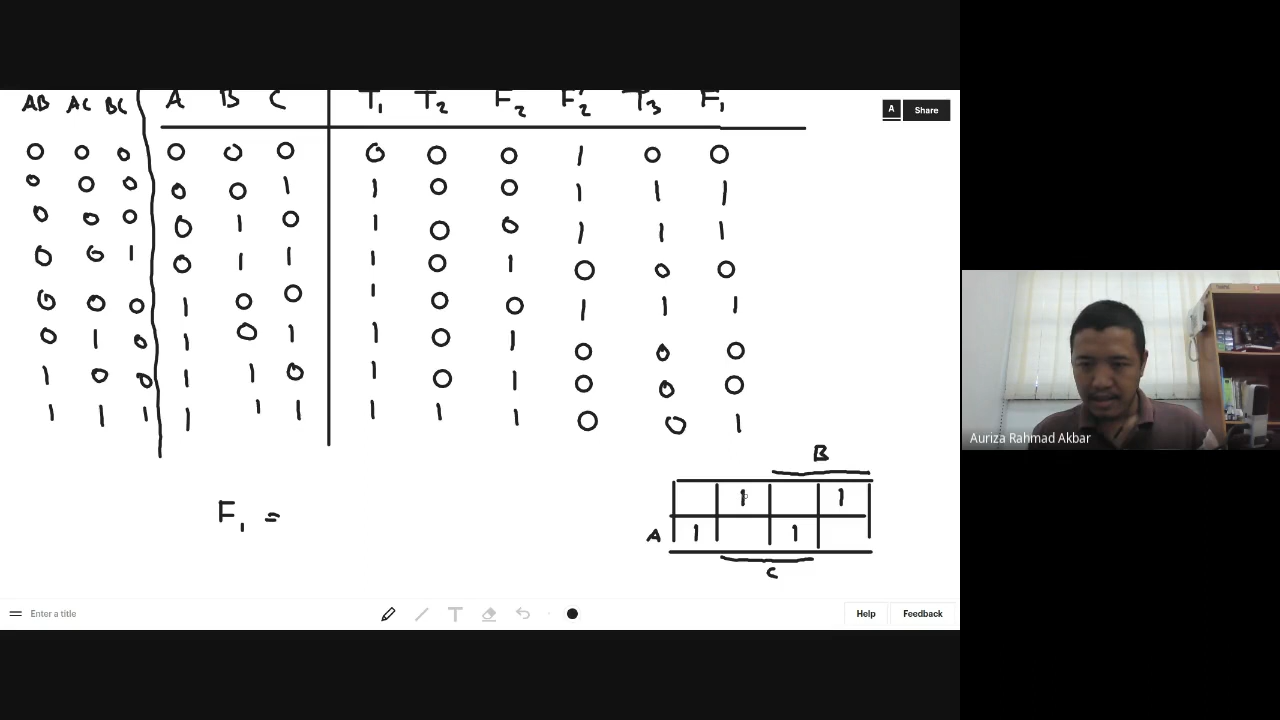 AB AC BC A B C T1 T2 F2 F2' T3 F1
0 0 0 0 0 0 0 0 0 1 0 0
0 0 0 0 0 1 1 0 0 1 1 1
0 0 0 0 1 0 1 0 0 1 1 1
0 0 1 0 1 1 1 0 1 0 0 0
0 0 0 1 0 0 1 0 0 1 1 1
0 1 0 1 0 1 1 0 1 0 0 0
1 0 0 1 1 0 1 0 1 0 0 0
1 1 1 1 1 1 1 1 1 0 0 1
F1 =
B
1 1
A 1 1
C
A Share
Auriza Rahmad Akbar
Enter a title
T
Help Feedback